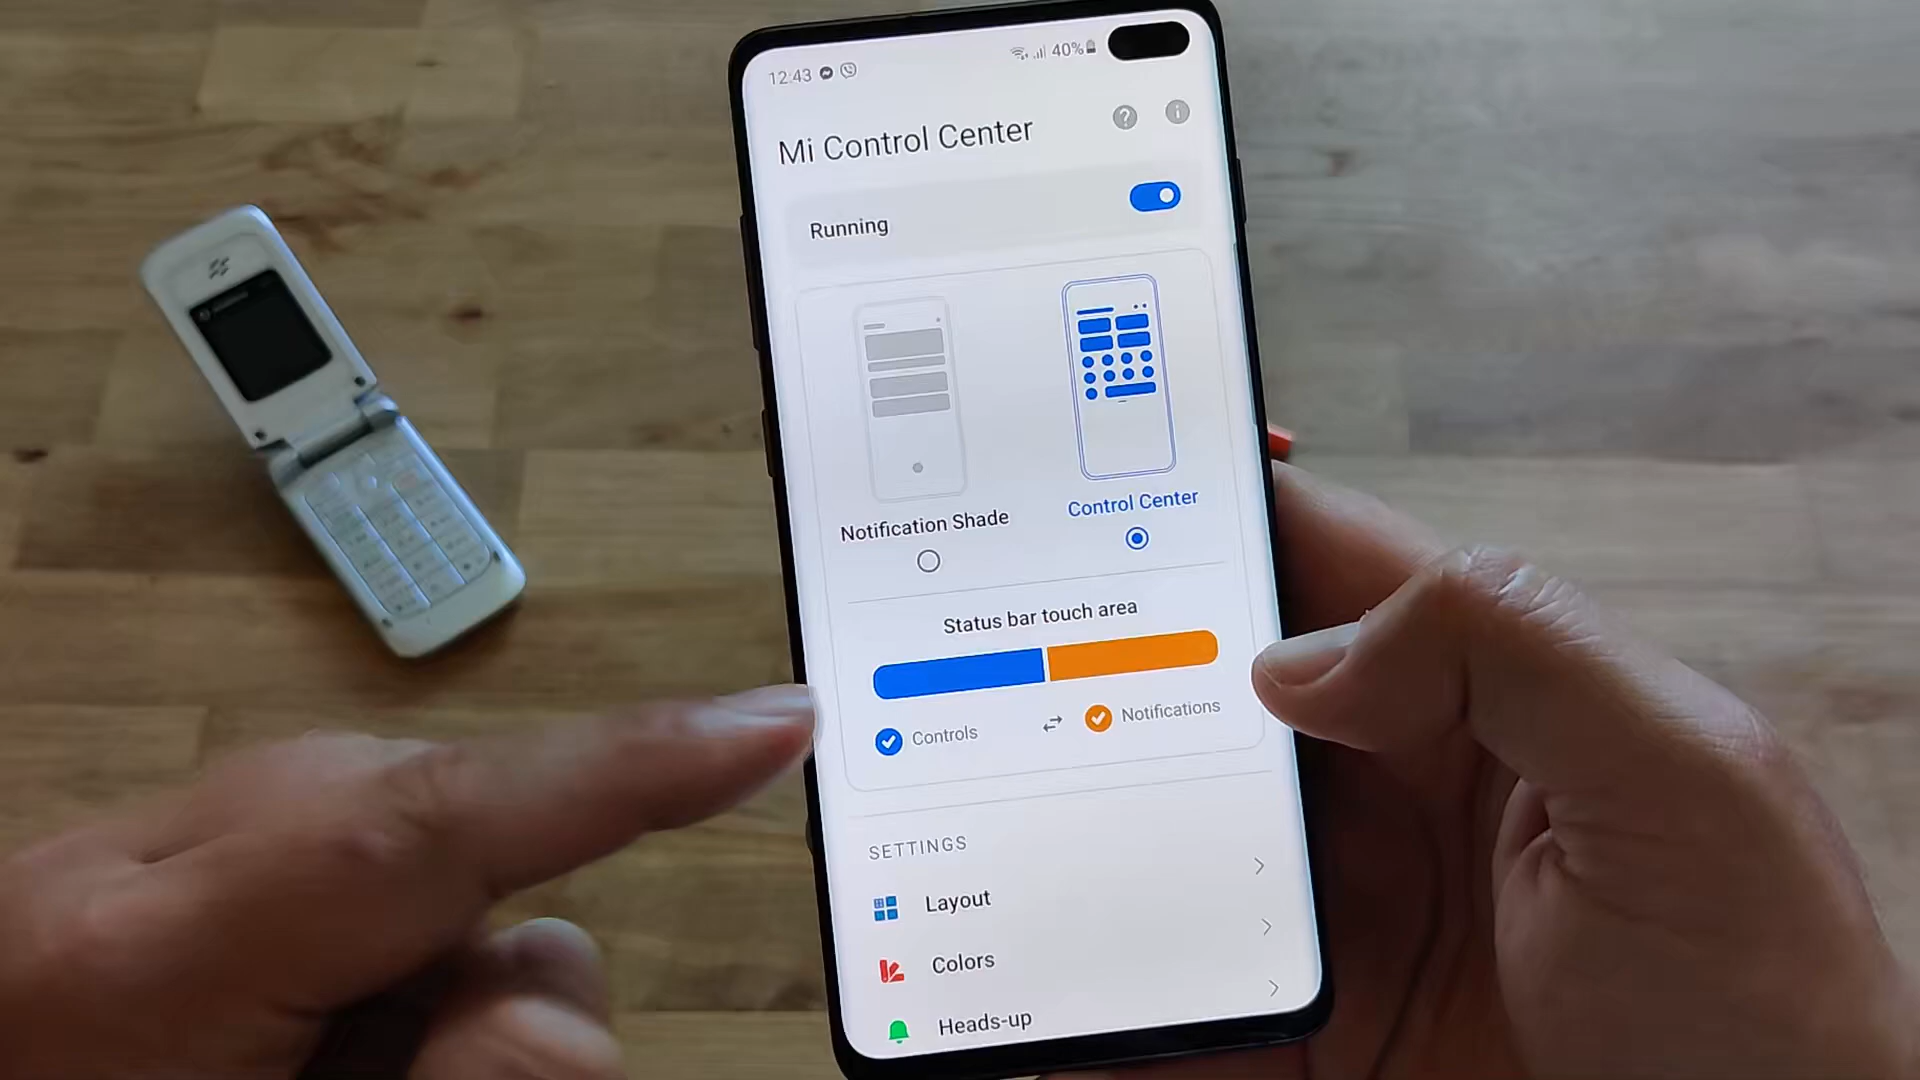 12:43 40%
Mi Control Center
Running
Notification Shade Control Center
Status bar touch area
Controls Notifications
SETTINGS
Layout
Colors
Heads-up